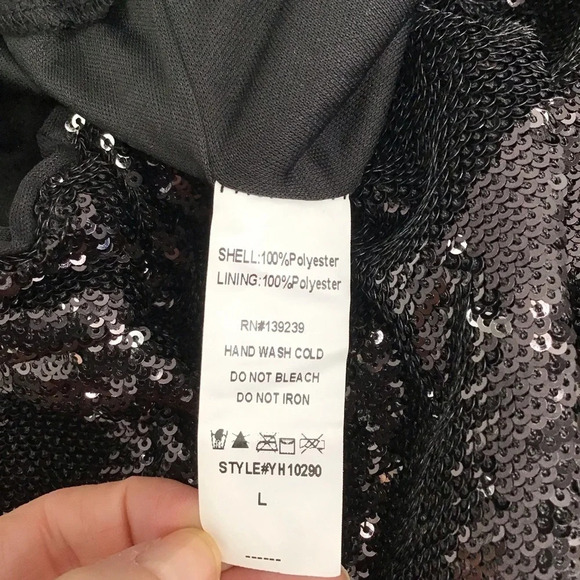 SHELL:100%Polyester
LINING:100%Polyester
RN#139239
HAND WASH COLD
DO NOT BLEACH
DO NOT IRON
STYLE#YH10290
L